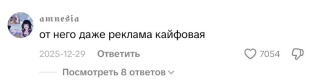 𝖆𝖒𝖓𝖊𝖘𝖎𝖆
от него даже реклама кайфовая
2025-12-29 Ответить 7054
Посмотреть 8 ответов